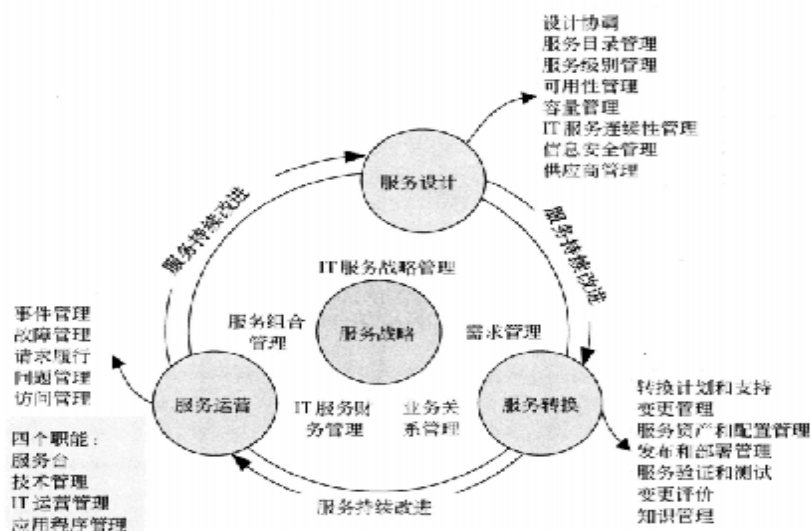 设计协调
服务目录管理
服务级别管理
可用性管理
容量管理
IT服务连续性管理
信息安全管理
供应商管理
服务设计
服务持续改进
服务持续改进
IT服务战略管理
服务组合
管理
服务战略
需求管理
事件管理
故障管理
请求履行
问题管理
访问管理
服务运营
IT服务财
务管理
业务关
系管理
服务转换
转换计划和支持
变更管理
服务资产和配置管理
发布和部署管理
服务验证和测试
变更评价
知识管理
四个职能：
服务台
技术管理
IT运营管理
应用程序管理
服务持续改进